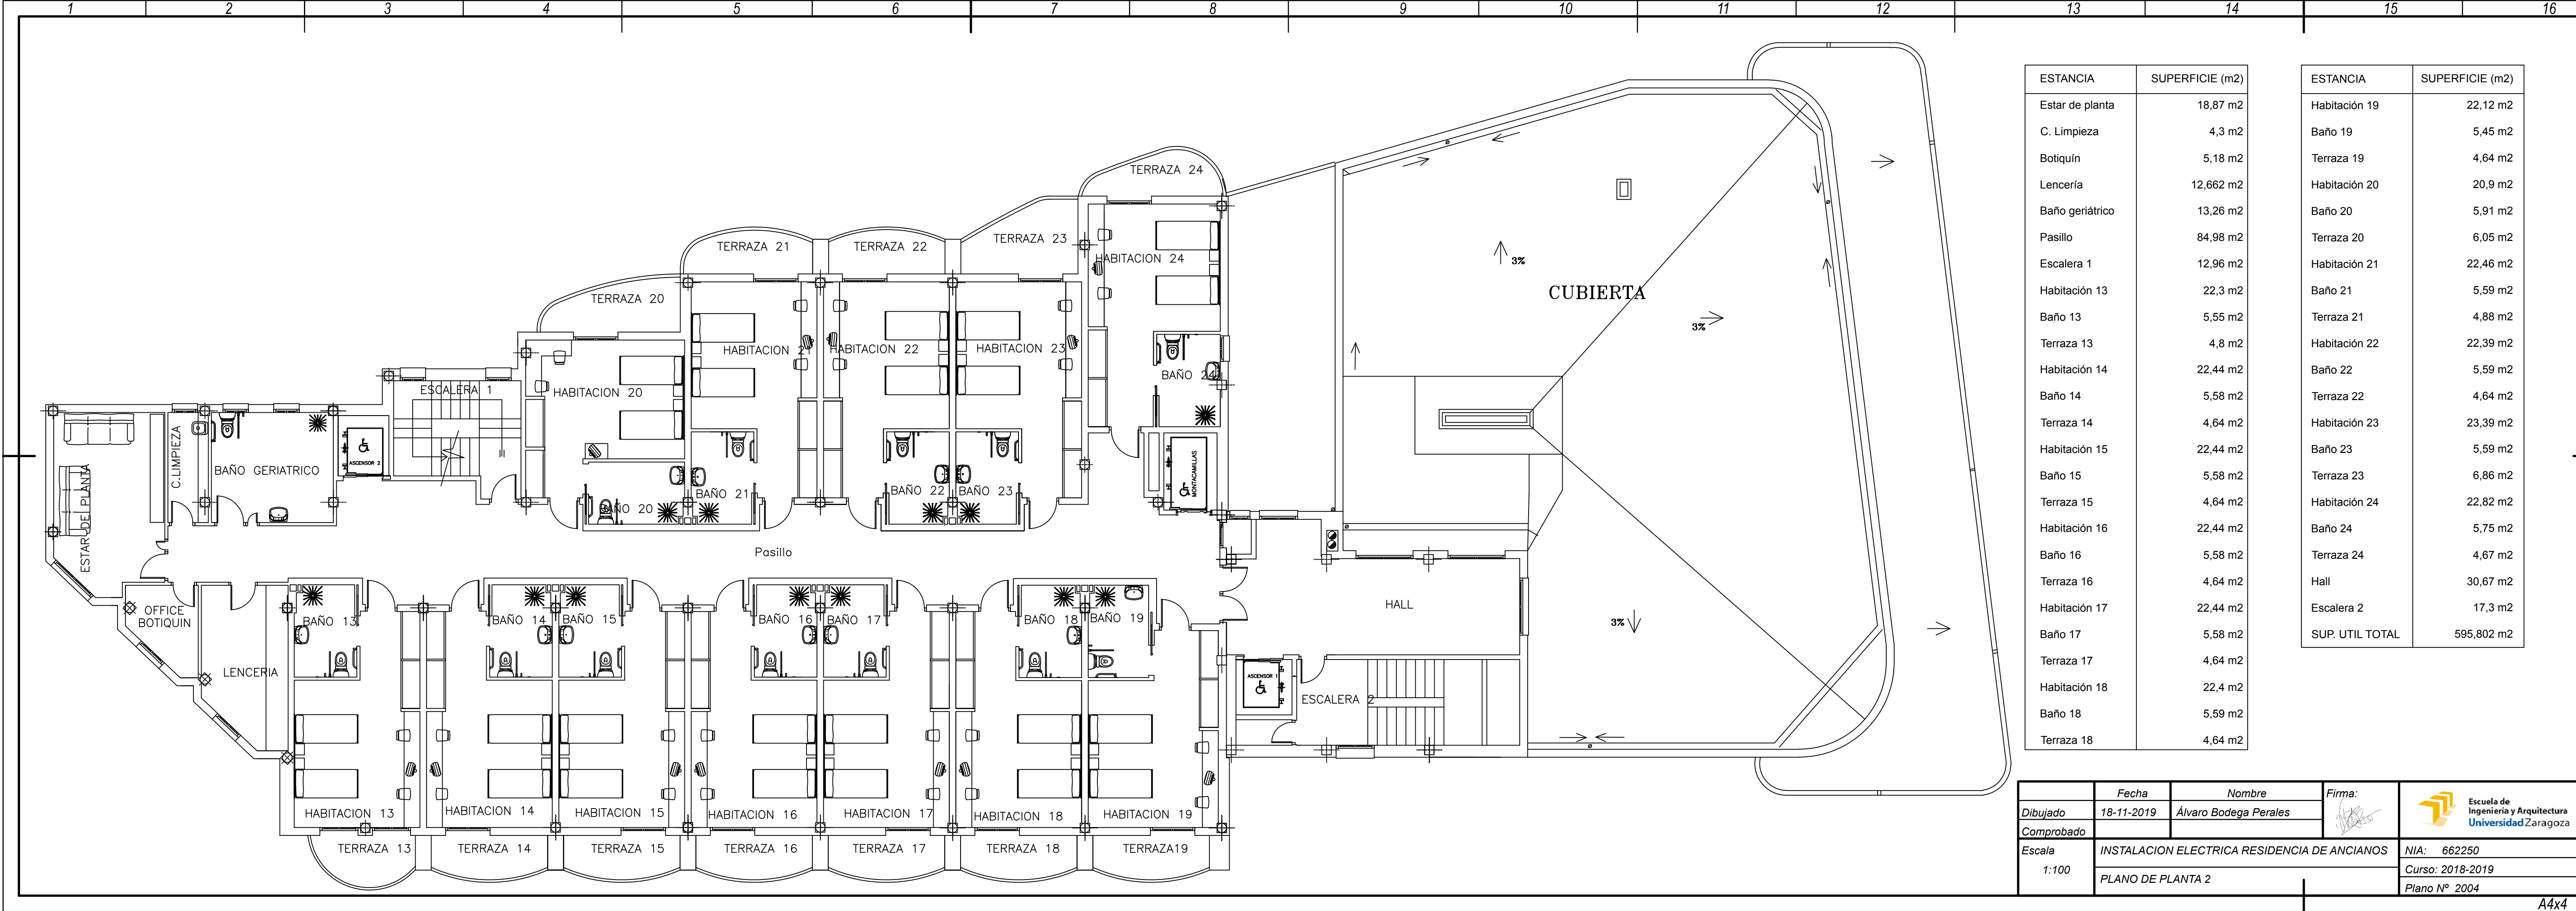 1 2 3 4 5 6 7 8 9 10 11 12 13 14 15 16
TERRAZA 24
TERRAZA 21
TERRAZA 22
TERRAZA 23
HABITACION 24
3%
TERRAZA 20
CUBIERTA
3%
HABITACION 21
HABITACION 22
HABITACION 23
BAÑO 24
ESCALERA 1
HABITACION 20
C.LIMPIEZA
BAÑO GERIATRICO
ASCENSOR 2
MONTACAMILLAS
ESTAR DE PLANTA
BAÑO 21
BAÑO 22
BAÑO 23
BAÑO 20
Pasillo
OFFICE
BOTIQUIN
BAÑO 13
BAÑO 14
BAÑO 15
BAÑO 16
BAÑO 17
BAÑO 18
BAÑO 19
HALL
3%
LENCERIA
ASCENSOR 1
ESCALERA 2
HABITACION 13
HABITACION 14
HABITACION 15
HABITACION 16
HABITACION 17
HABITACION 18
HABITACION 19
TERRAZA 13
TERRAZA 14
TERRAZA 15
TERRAZA 16
TERRAZA 17
TERRAZA 18
TERRAZA19
ESTANCIA SUPERFICIE (m2)
Estar de planta 18,87 m2
C. Limpieza 4,3 m2
Botiquín 5,18 m2
Lencería 12,662 m2
Baño geriátrico 13,26 m2
Pasillo 84,98 m2
Escalera 1 12,96 m2
Habitación 13 22,3 m2
Baño 13 5,55 m2
Terraza 13 4,8 m2
Habitación 14 22,44 m2
Baño 14 5,58 m2
Terraza 14 4,64 m2
Habitación 15 22,44 m2
Baño 15 5,58 m2
Terraza 15 4,64 m2
Habitación 16 22,44 m2
Baño 16 5,58 m2
Terraza 16 4,64 m2
Habitación 17 22,44 m2
Baño 17 5,58 m2
Terraza 17 4,64 m2
Habitación 18 22,4 m2
Baño 18 5,59 m2
Terraza 18 4,64 m2
ESTANCIA SUPERFICIE (m2)
Habitación 19 22,12 m2
Baño 19 5,45 m2
Terraza 19 4,64 m2
Habitación 20 20,9 m2
Baño 20 5,91 m2
Terraza 20 6,05 m2
Habitación 21 22,46 m2
Baño 21 5,59 m2
Terraza 21 4,88 m2
Habitación 22 22,39 m2
Baño 22 5,59 m2
Terraza 22 4,64 m2
Habitación 23 23,39 m2
Baño 23 5,59 m2
Terraza 23 6,86 m2
Habitación 24 22,82 m2
Baño 24 5,75 m2
Terraza 24 4,67 m2
Hall 30,67 m2
Escalera 2 17,3 m2
SUP. UTIL TOTAL 595,802 m2
Fecha Nombre Firma:
Dibujado 18-11-2019 Álvaro Bodega Perales
Comprobado
Escuela de
Ingeniería y Arquitectura
Universidad Zaragoza
Escala
1:100
INSTALACION ELECTRICA RESIDENCIA DE ANCIANOS
PLANO DE PLANTA 2
NIA: 662250
Curso: 2018-2019
Plano Nº 2004
A4x4